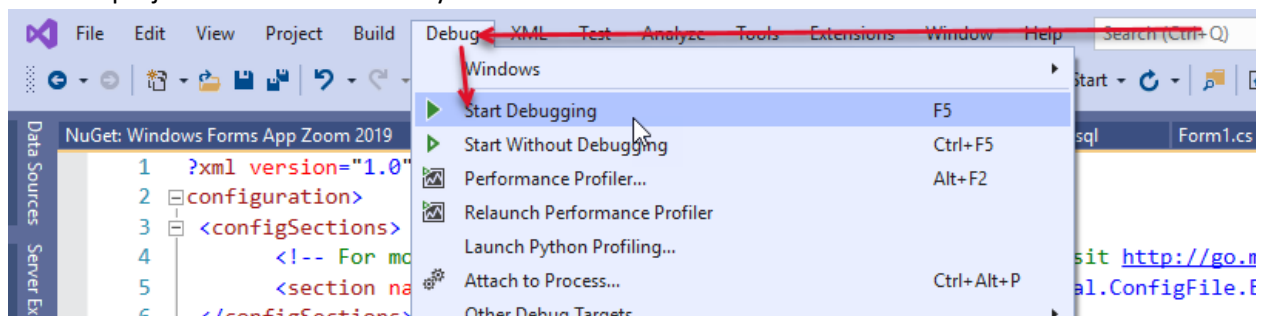 File Edit View Project Build Debug XML Test Analyze Tools Extensions Window Help Search (Ctrl+Q)
Windows
Start
Start Debugging F5
NuGet: Windows Forms App Zoom 2019
Start Without Debugging Ctrl+F5
sql Form1.cs
1 ?xml version="1.0"
Performance Profiler... Alt+F2
2 configuration>
Relaunch Performance Profiler
3 <configSections>
Launch Python Profiling...
4 <!-- For mo
sit http://go.m
Attach to Process... Ctrl+Alt+P
5 <section na
al.ConfigFile.E
6 </configSections>
Other Debug Targets
Data Sources
Server Ex